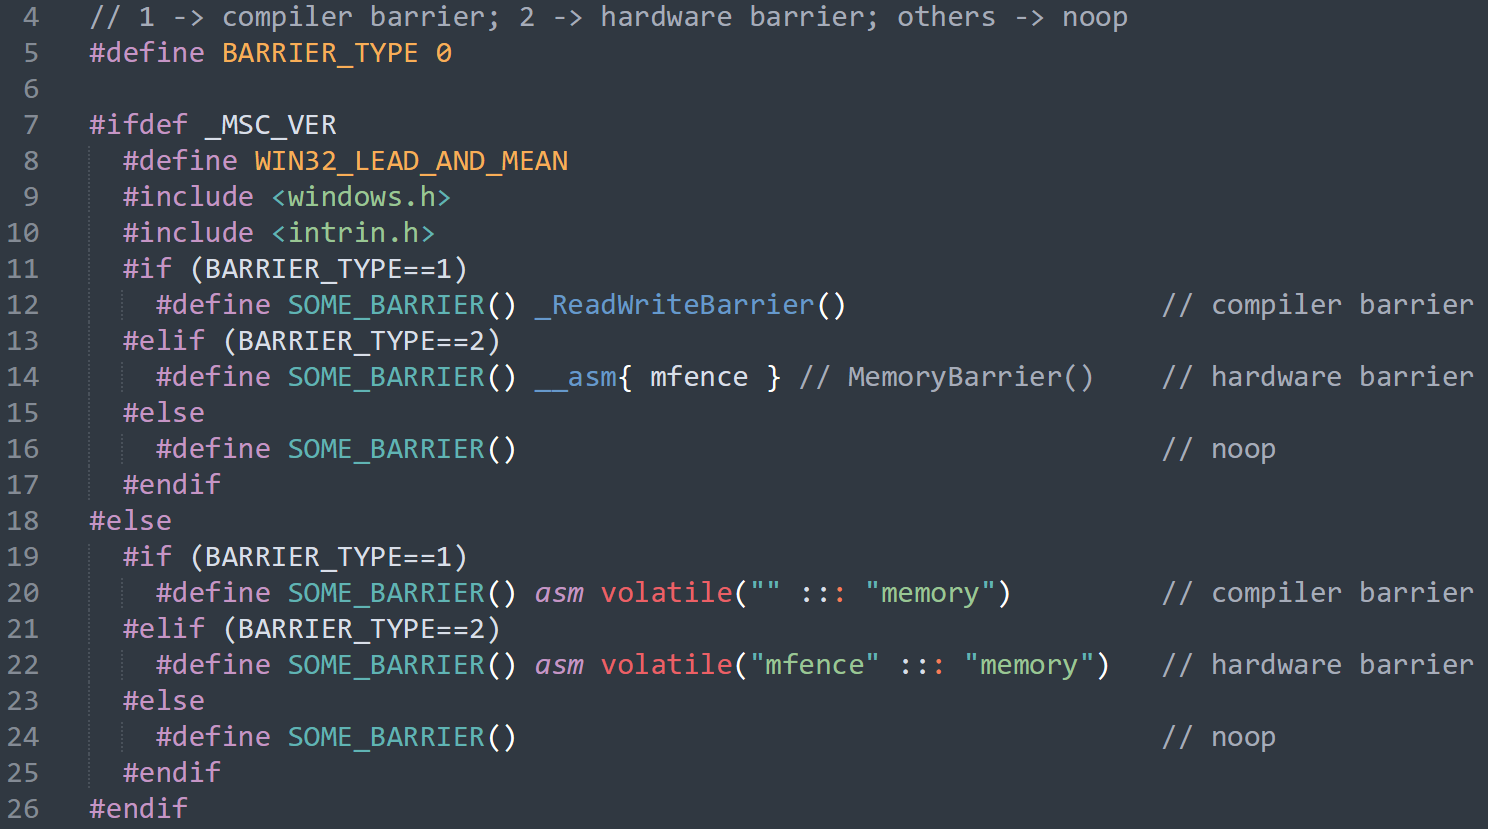 4 // 1 -> compiler barrier; 2 -> hardware barrier; others -> noop
5 #define BARRIER_TYPE 0
6
7 #ifdef _MSC_VER
8   #define WIN32_LEAD_AND_MEAN
9   #include <windows.h>
10   #include <intrin.h>
11   #if (BARRIER_TYPE==1)
12     #define SOME_BARRIER() _ReadWriteBarrier()                   // compiler barrier
13   #elif (BARRIER_TYPE==2)
14     #define SOME_BARRIER() __asm{ mfence } // MemoryBarrier()    // hardware barrier
15   #else
16     #define SOME_BARRIER()                                       // noop
17   #endif
18 #else
19   #if (BARRIER_TYPE==1)
20     #define SOME_BARRIER() asm volatile("" ::: "memory")         // compiler barrier
21   #elif (BARRIER_TYPE==2)
22     #define SOME_BARRIER() asm volatile("mfence" ::: "memory")   // hardware barrier
23   #else
24     #define SOME_BARRIER()                                       // noop
25   #endif
26 #endif